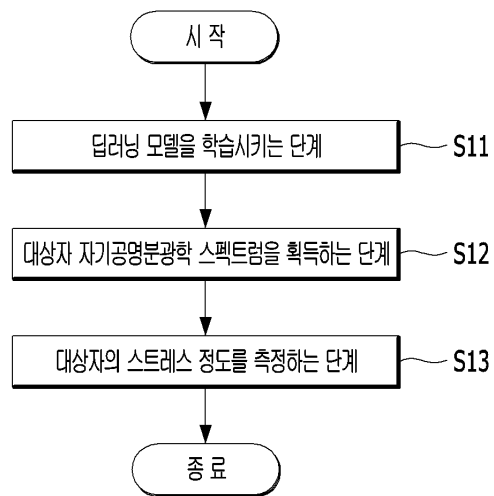 시 작
딥러닝 모델을 학습시키는 단계
S11
대상자 자기공명분광학 스펙트럼을 획득하는 단계
S12
대상자의 스트레스 정도를 측정하는 단계
S13
종 료